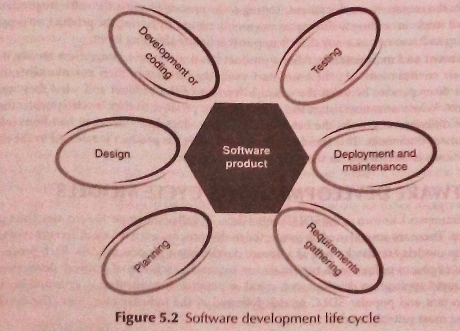 Development or
coding
Testing
Design
Software
product
Deployment and
maintenance
Planning
Requirements
gathering
Figure 5.2 Software development life cycle